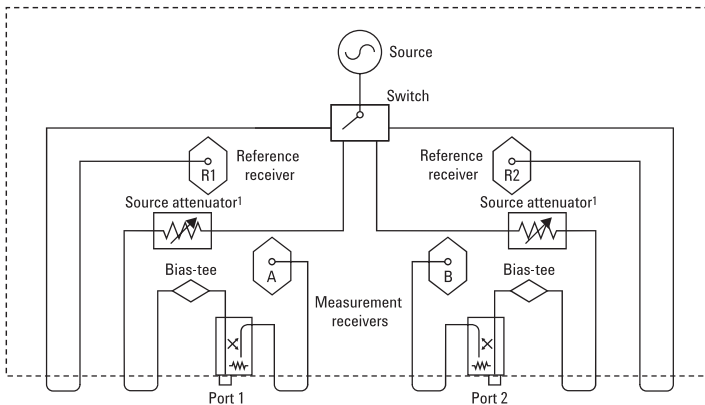 Source
Switch
Reference
receiver
R1
Reference
receiver
R2
Source attenuator¹
Source attenuator¹
A
B
Bias-tee
Bias-tee
Measurement
receivers
Port 1
Port 2